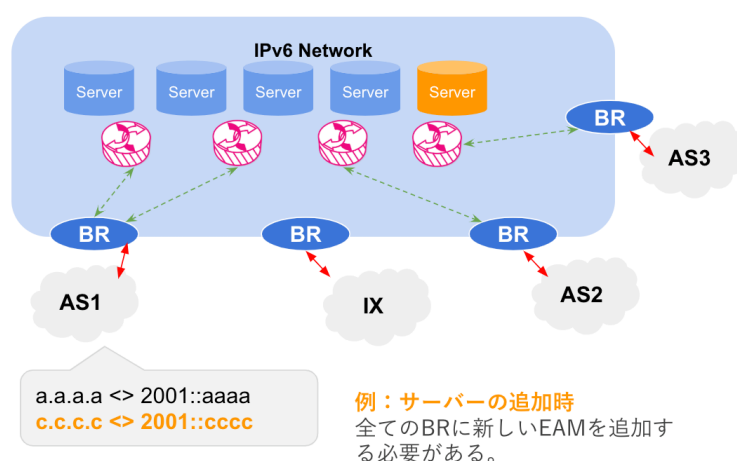 IPv6 Network
Server
Server
Server
Server
Server
BR
AS3
BR
BR
BR
AS1
IX
AS2
a.a.a.a <> 2001::aaaa
c.c.c.c <> 2001::cccc
例：サーバーの追加時
全てのBRに新しいEAMを追加す
る必要がある。